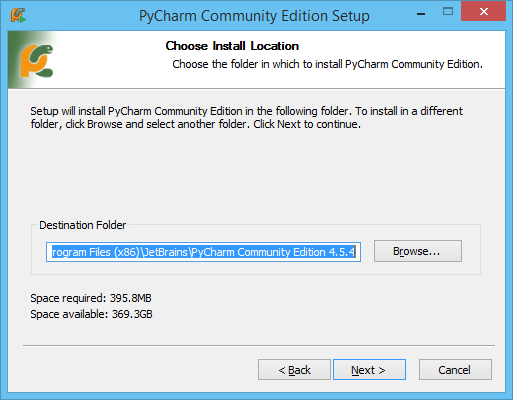 PyCharm Community Edition Setup
Choose Install Location
Choose the folder in which to install PyCharm Community Edition.
Setup will install PyCharm Community Edition in the following folder. To install in a different
folder, click Browse and select another folder. Click Next to continue.
Destination Folder
rogram Files (x86)\JetBrains\PyCharm Community Edition 4.5.4
Browse...
Space required: 395.8MB
Space available: 369.3GB
< Back
Next >
Cancel